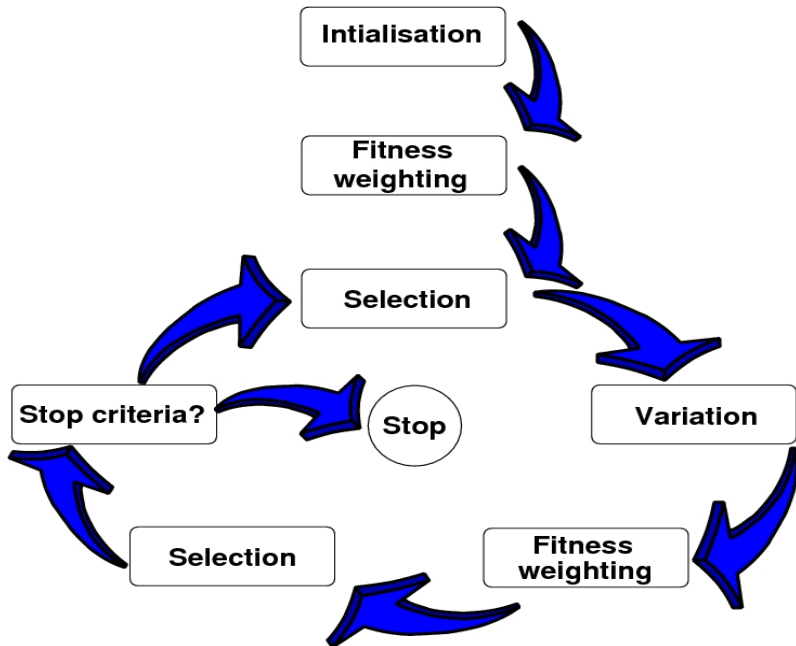 Intialisation
Fitness
weighting
Selection
Stop criteria?
Stop
Variation
Selection
Fitness
weighting